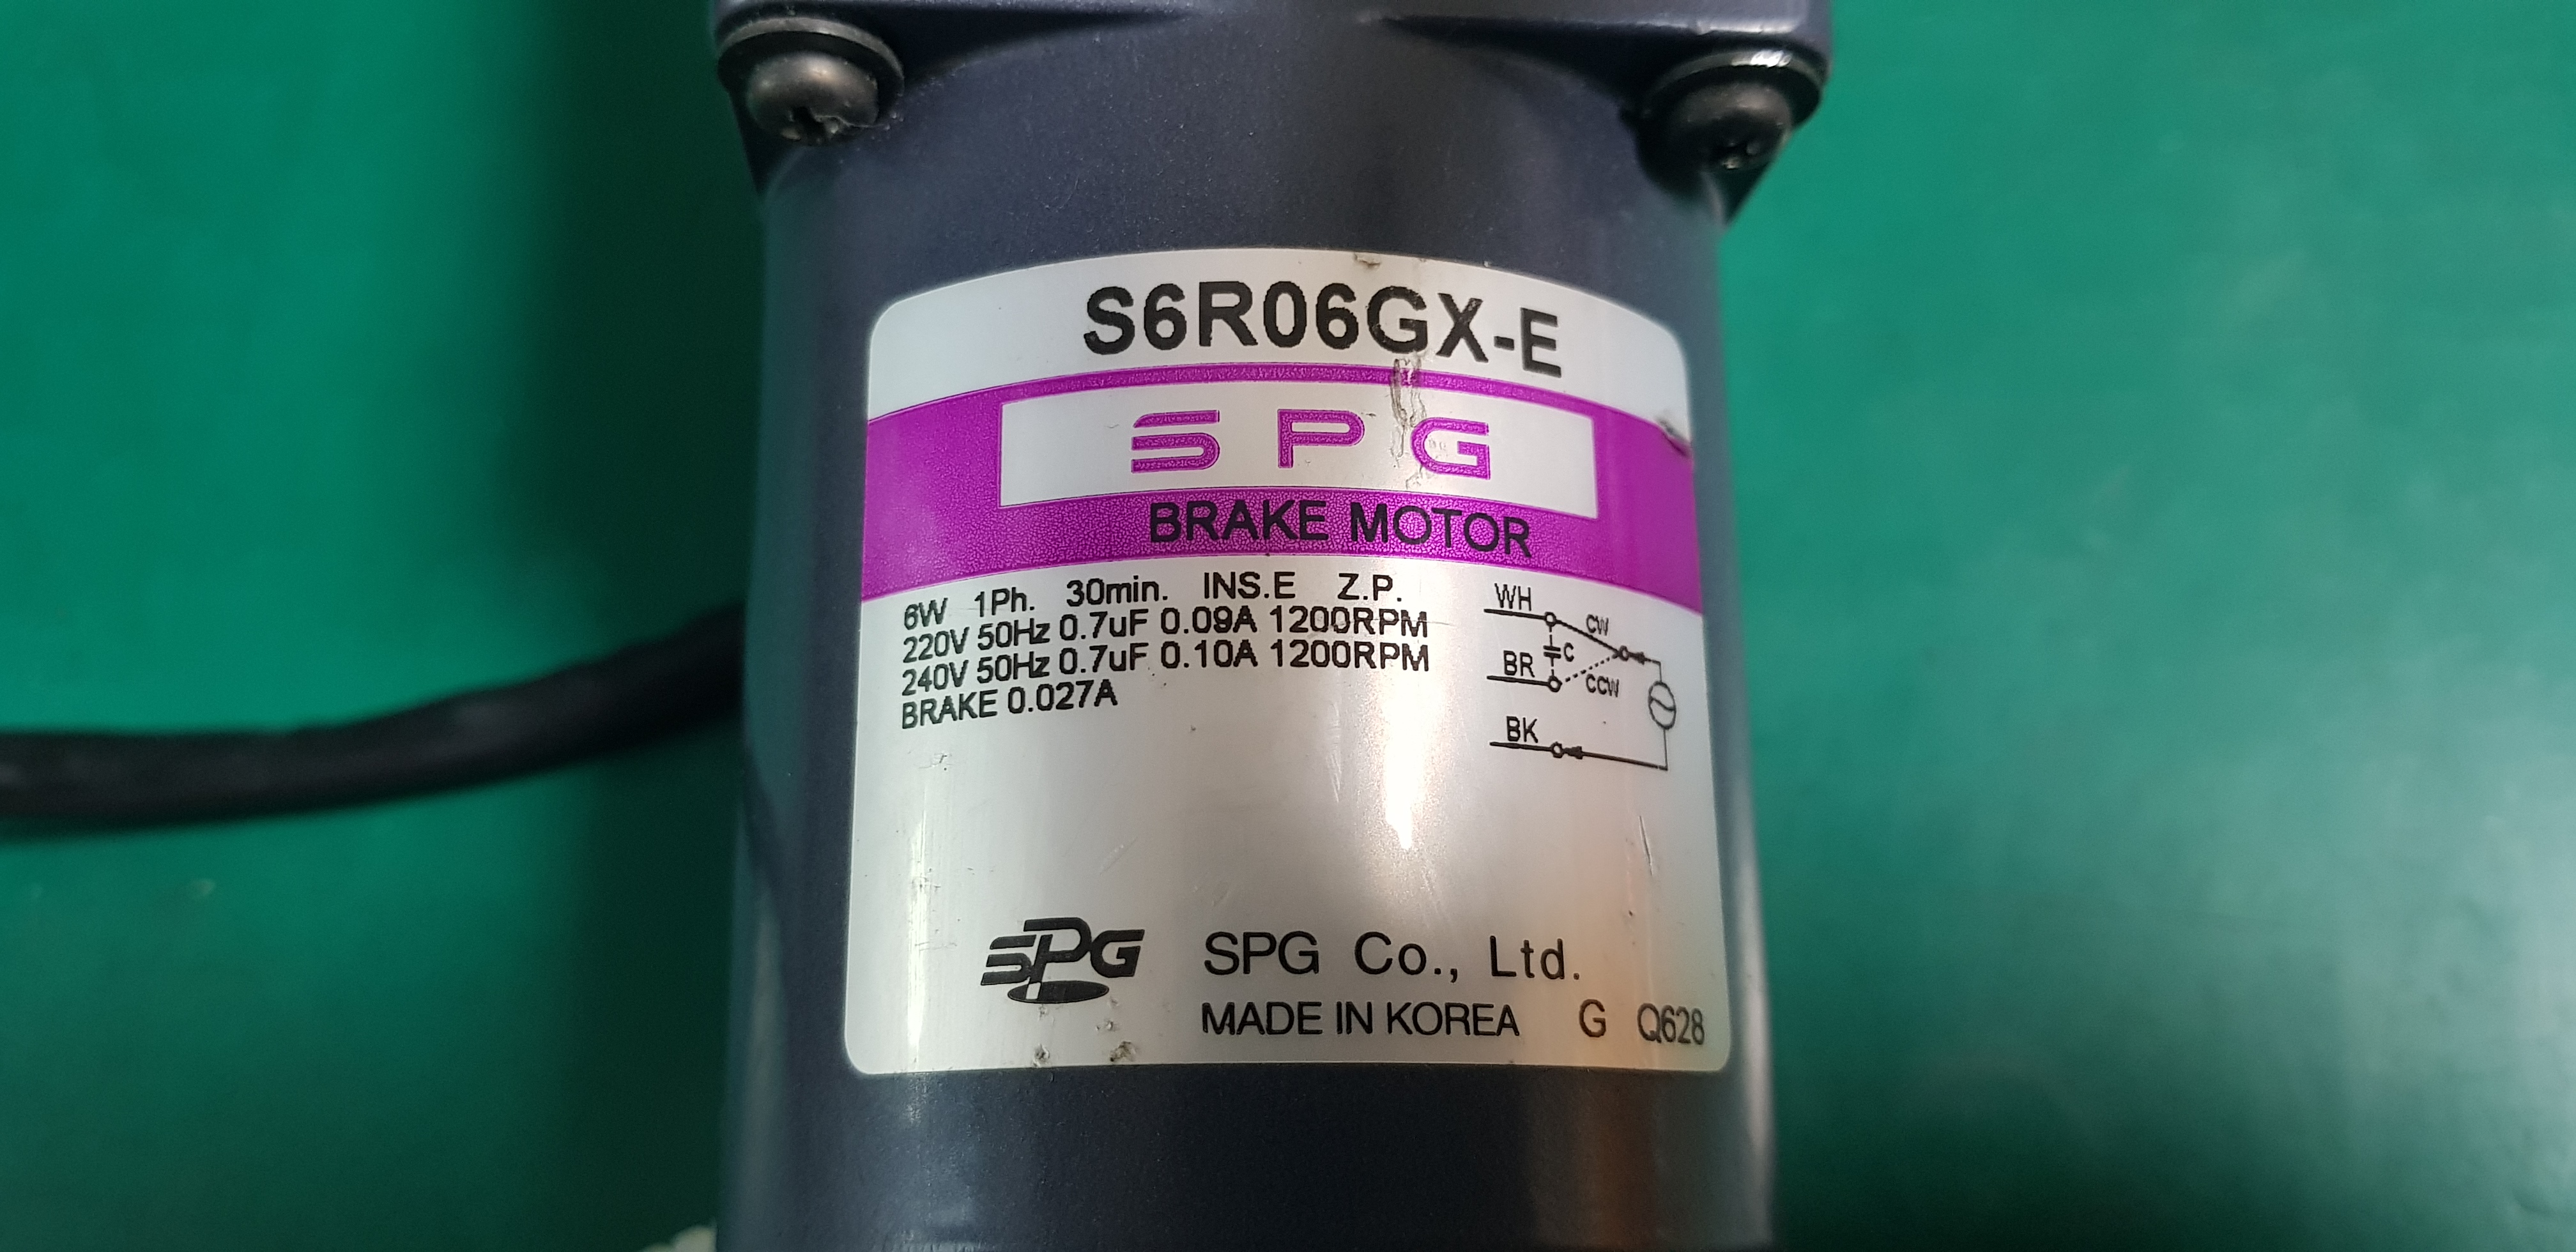 S6R06GX-E
SPG
BRAKE MOTOR
6W 1Ph. 30min. INS.E Z.P.
220V 50Hz 0.7uF 0.09A 1200RPM
240V 50Hz 0.7uF 0.10A 1200RPM
BRAKE 0.027A
WH
CW
C
BR
CCW
BK
SPG SPG Co., Ltd.
MADE IN KOREA G Q628